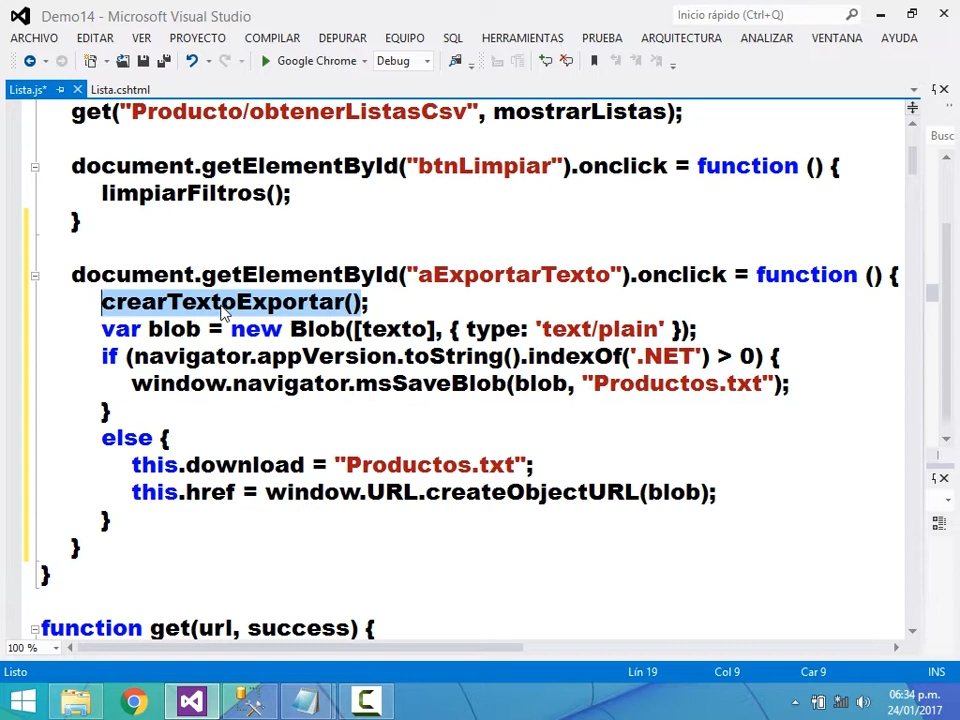 Demo14 - Microsoft Visual Studio
Inicio rápido (Ctrl+Q)
ARCHIVO EDITAR VER PROYECTO COMPILAR DEPURAR EQUIPO SQL HERRAMIENTAS PRUEBA ARQUITECTURA ANALIZAR VENTANA AYUDA
Google Chrome Debug
Lista.js* Lista.cshtml
Busc
get("Producto/obtenerListasCsv", mostrarListas);
document.getElementById("btnLimpiar").onclick = function () {
limpiarFiltros();
}
document.getElementById("aExportarTexto").onclick = function () {
crearTextoExportar();
var blob = new Blob([texto], { type: 'text/plain' });
if (navigator.appVersion.toString().indexOf('.NET') > 0) {
window.navigator.msSaveBlob(blob, "Productos.txt");
}
else {
this.download = "Productos.txt";
this.href = window.URL.createObjectURL(blob);
}
}
}
function get(url, success) {
100 %
Listo Lín 19 Col 9 Car 9 INS
06:34 p.m.
24/01/2017